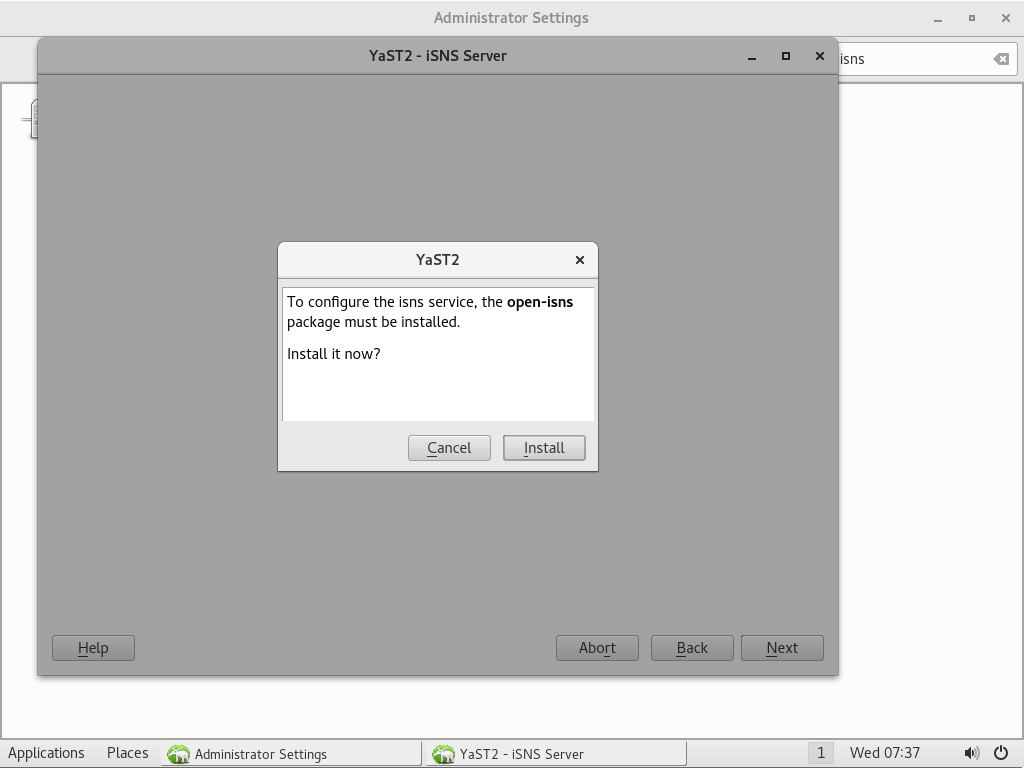 Administrator Settings
YaST2 - iSNS Server
isns
YaST2
To configure the isns service, the open-isns
package must be installed.
Install it now?
Cancel
Install
Help
Abort
Back
Next
Applications
Places
Administrator Settings
YaST2 - iSNS Server
1
Wed 07:37